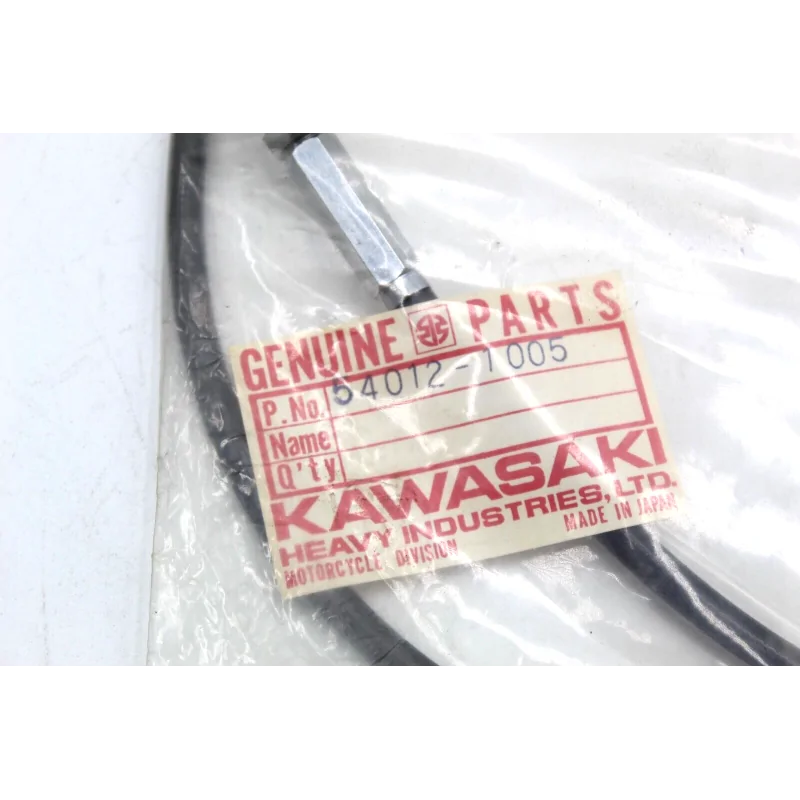 GENUINE PARTS
P.No. 54012-1005
Name
Q'ty
KAWASAKI
HEAVY INDUSTRIES, LTD.
MOTORCYCLE DIVISION MADE IN JAPAN